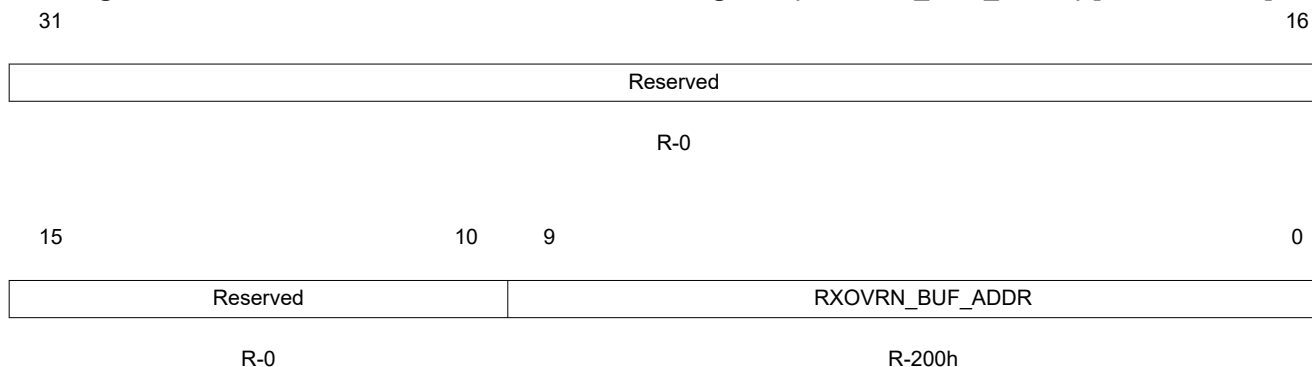 31 16
Reserved
R-0
15 10 9 0
Reserved RXOVRN_BUF_ADDR
R-0 R-200h